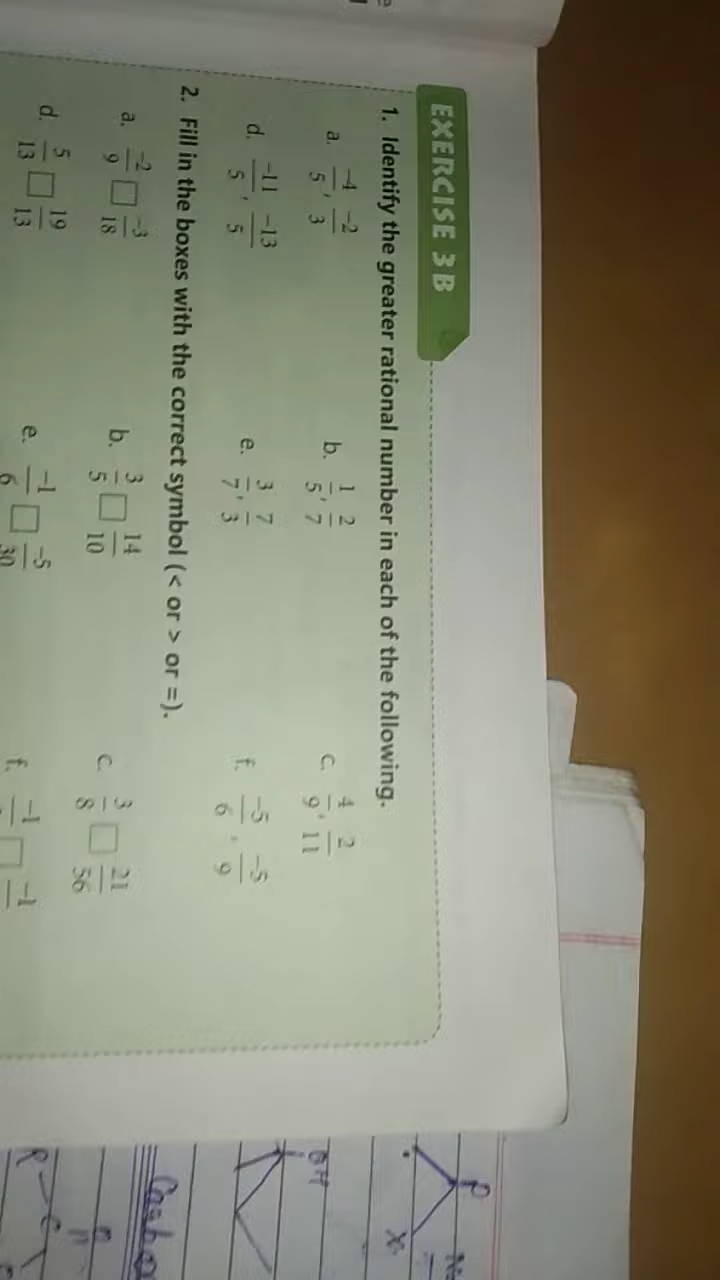 EXERCISE 3B
1. Identify the greater rational number in each of the following.
a. -4/5, -2/3 b. 1/5, 2/7 c. 4/9, 2/11
d. -11/5, -13/5 e. 3/7, 7/3 f. -5/6, -5/9
2. Fill in the boxes with the correct symbol (< or > or =).
a. -2/9 □ -3/18 b. 3/5 □ 14/10 c. 3/8 □ 21/56
d. 5/13 □ 19/13 e. -1/6 □ -5/30 f. -1 □ -1
P
X